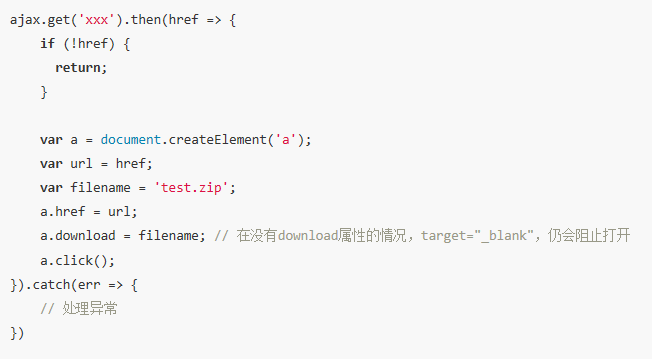 ajax.get('xxx').then(href => {
    if (!href) {
      return;
    }

    var a = document.createElement('a');
    var url = href;
    var filename = 'test.zip';
    a.href = url;
    a.download = filename; // 在没有download属性的情况，target="_blank"，仍会阻止打开
    a.click();
}).catch(err => {
    // 处理异常
})